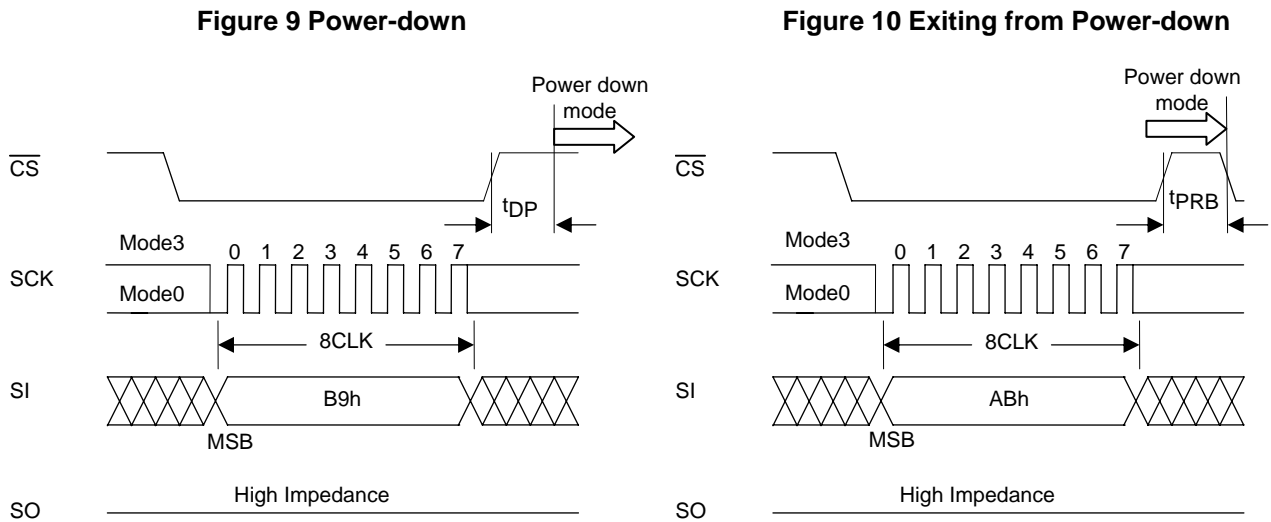 Figure 9 Power-down
Power down
mode
CS
tDP
Mode3
0 1 2 3 4 5 6 7
SCK
Mode0
8CLK
SI
B9h
MSB
High Impedance
SO
Figure 10 Exiting from Power-down
Power down
mode
CS
tPRB
Mode3
0 1 2 3 4 5 6 7
SCK
Mode0
8CLK
SI
ABh
MSB
High Impedance
SO